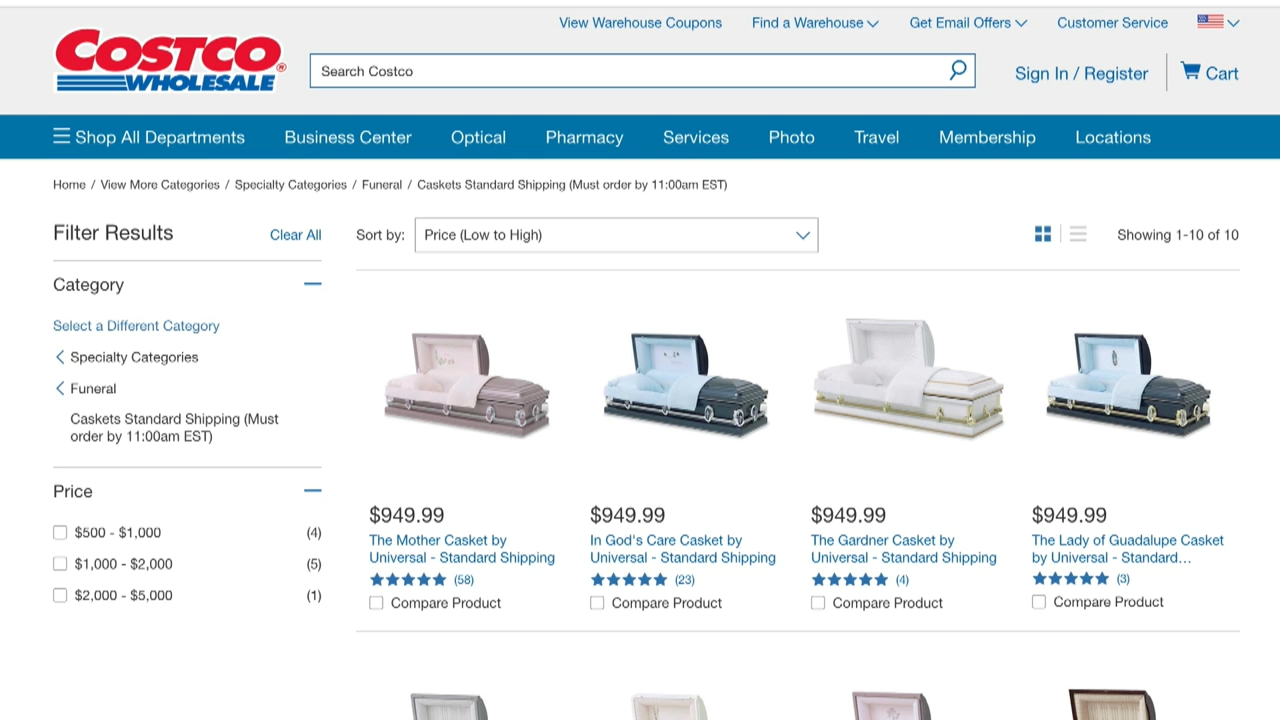 View Warehouse Coupons Find a Warehouse Get Email Offers Customer Service
COSTCO
WHOLESALE
Search Costco
Sign In / Register
Cart
Shop All Departments Business Center Optical Pharmacy Services Photo Travel Membership Locations
Home / View More Categories / Specialty Categories / Funeral / Caskets Standard Shipping (Must order by 11:00am EST)
Filter Results
Clear All
Sort by:
Price (Low to High)
Showing 1-10 of 10
Category
Select a Different Category
Specialty Categories
Funeral
Caskets Standard Shipping (Must
order by 11:00am EST)
Price
$500 - $1,000 (4)
$1,000 - $2,000 (5)
$2,000 - $5,000 (1)
$949.99
The Mother Casket by
Universal - Standard Shipping
(58)
Compare Product
$949.99
In God's Care Casket by
Universal - Standard Shipping
(23)
Compare Product
$949.99
The Gardner Casket by
Universal - Standard Shipping
(4)
Compare Product
$949.99
The Lady of Guadalupe Casket
by Universal - Standard...
(3)
Compare Product